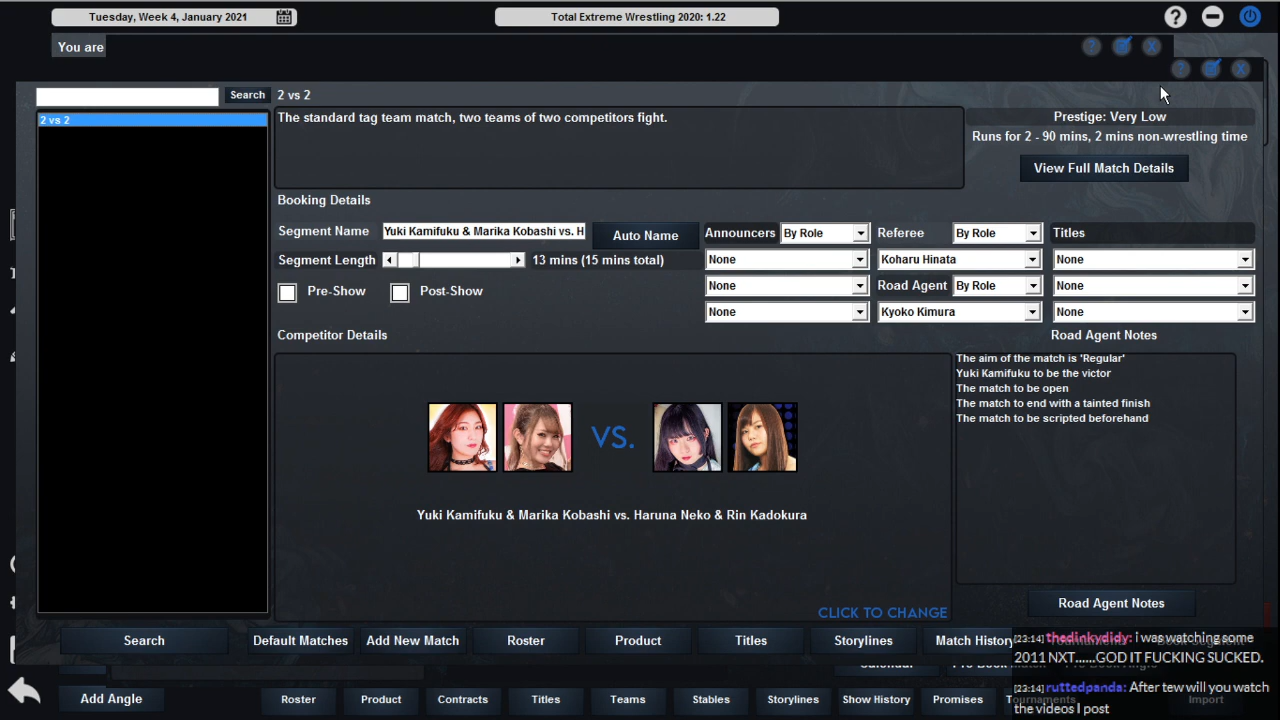 Tuesday, Week 4, January 2021
Total Extreme Wrestling 2020: 1.22
You are
Search
2 vs 2
2 vs 2
The standard tag team match, two teams of two competitors fight.
Prestige: Very Low
Runs for 2 - 90 mins, 2 mins non-wrestling time
View Full Match Details
Booking Details
Segment Name
Yuki Kamifuku & Marika Kobashi vs. H
Auto Name
Announcers
By Role
Referee
By Role
Titles
Segment Length
13 mins (15 mins total)
None
Koharu Hinata
None
Pre-Show
Post-Show
None
Road Agent
By Role
None
None
Kyoko Kimura
None
Competitor Details
Road Agent Notes
The aim of the match is 'Regular'
Yuki Kamifuku to be the victor
The match to be open
The match to end with a tainted finish
The match to be scripted beforehand
VS.
Yuki Kamifuku & Marika Kobashi vs. Haruna Neko & Rin Kadokura
CLICK TO CHANGE
Road Agent Notes
Search
Default Matches
Add New Match
Roster
Product
Titles
Storylines
Match History
[23:14] thedinkydidy: i was watching some
2011 NXT......GOD IT FUCKING SUCKED.
[23:14] ruttedpanda: After tew will you watch
the videos I post
Add Angle
Roster
Product
Contracts
Titles
Teams
Stables
Storylines
Show History
Promises
Tournaments
Import